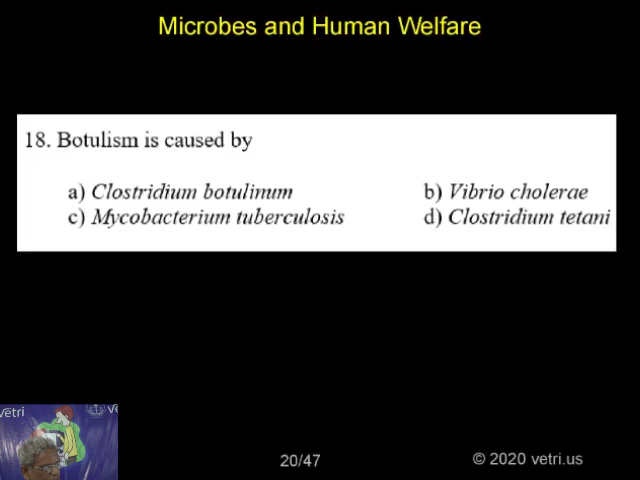 Microbes and Human Welfare
18. Botulism is caused by
a) Clostridium botulinum b) Vibrio cholerae
c) Mycobacterium tuberculosis d) Clostridium tetani
Vetri
20/47 © 2020 vetri.us